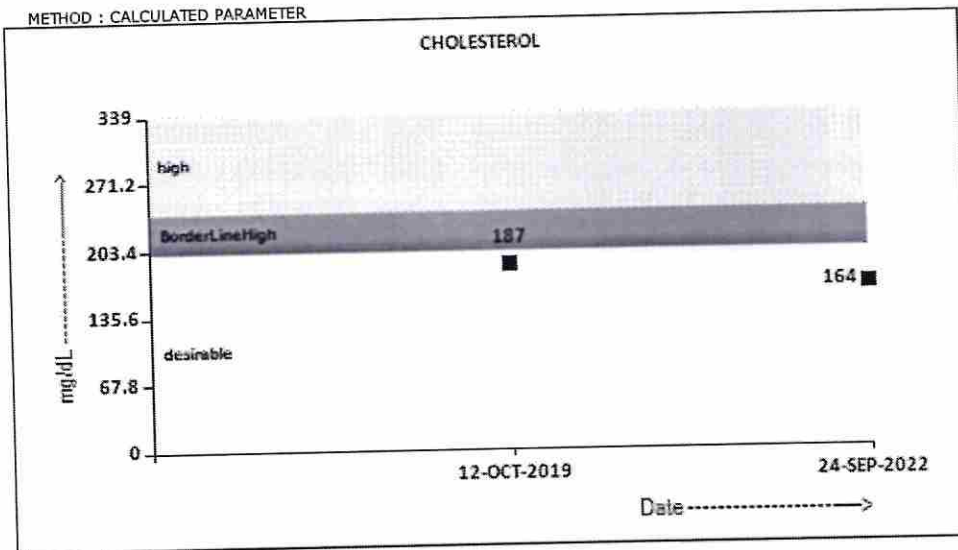 METHOD : CALCULATED PARAMETER
CHOLESTEROL
339
high
271.2
BorderLineHigh
187
203.4
164
135.6
desirable
mg/dL
67.8
0
12-OCT-2019
24-SEP-2022
Date